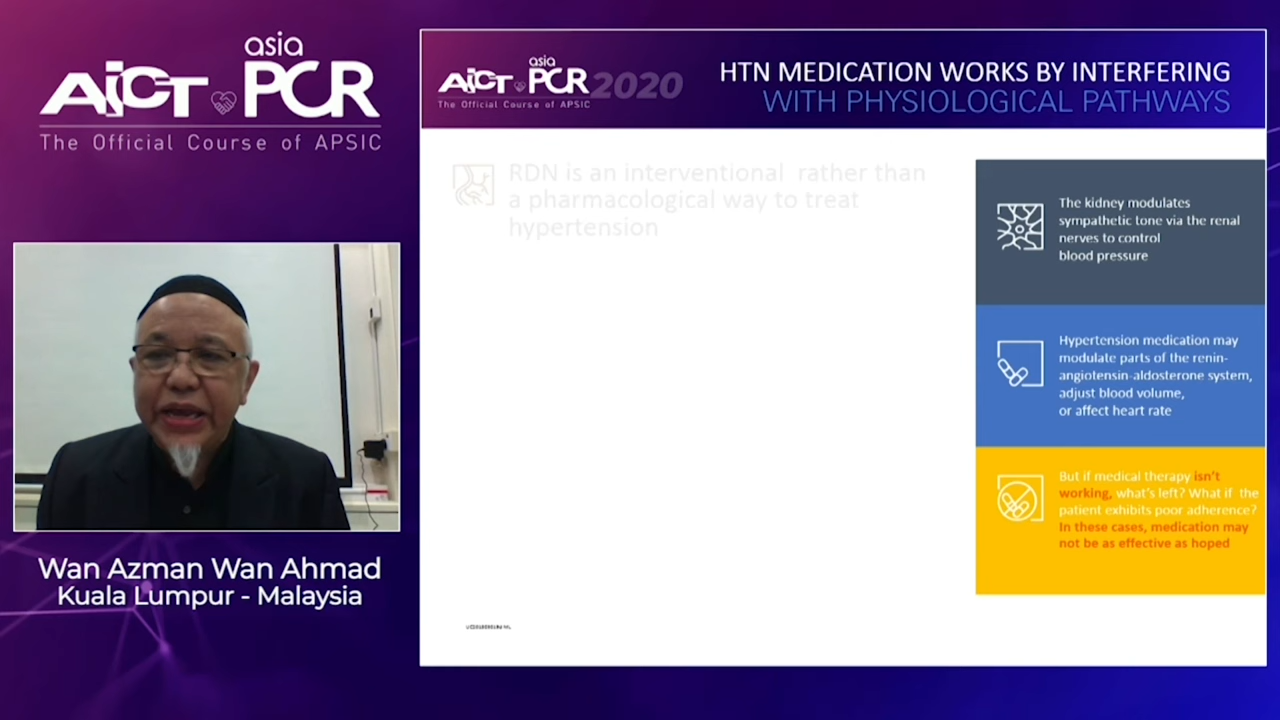 asia
AICT PCR
The Official Course of APSIC
Wan Azman Wan Ahmad
Kuala Lumpur - Malaysia
asia
AICT PCR 2020
The Official Course of APSIC
HTN MEDICATION WORKS BY INTERFERING
WITH PHYSIOLOGICAL PATHWAYS
RDN is an interventional rather than
a pharmacological way to treat
hypertension
The kidney modulates
sympathetic tone via the renal
nerves to control
blood pressure
Hypertension medication may
modulate parts of the renin-
angiotensin-aldosterone system,
adjust blood volume,
or affect heart rate
But if medical therapy isn't
working, what's left? What if the
patient exhibits poor adherence?
In these cases, medication may
not be as effective as hoped